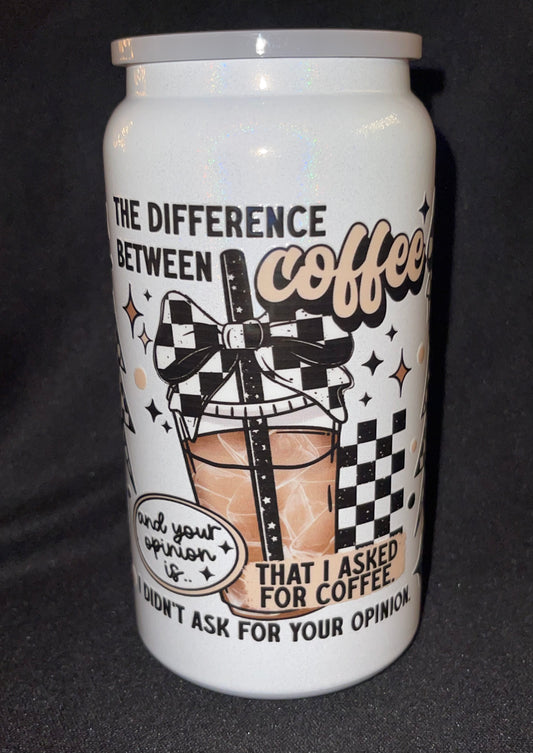 THE DIFFERENCE
BETWEEN coffee
and your
opinion
is..
THAT I ASKED
FOR COFFEE.
I DIDN'T ASK FOR YOUR OPINION.